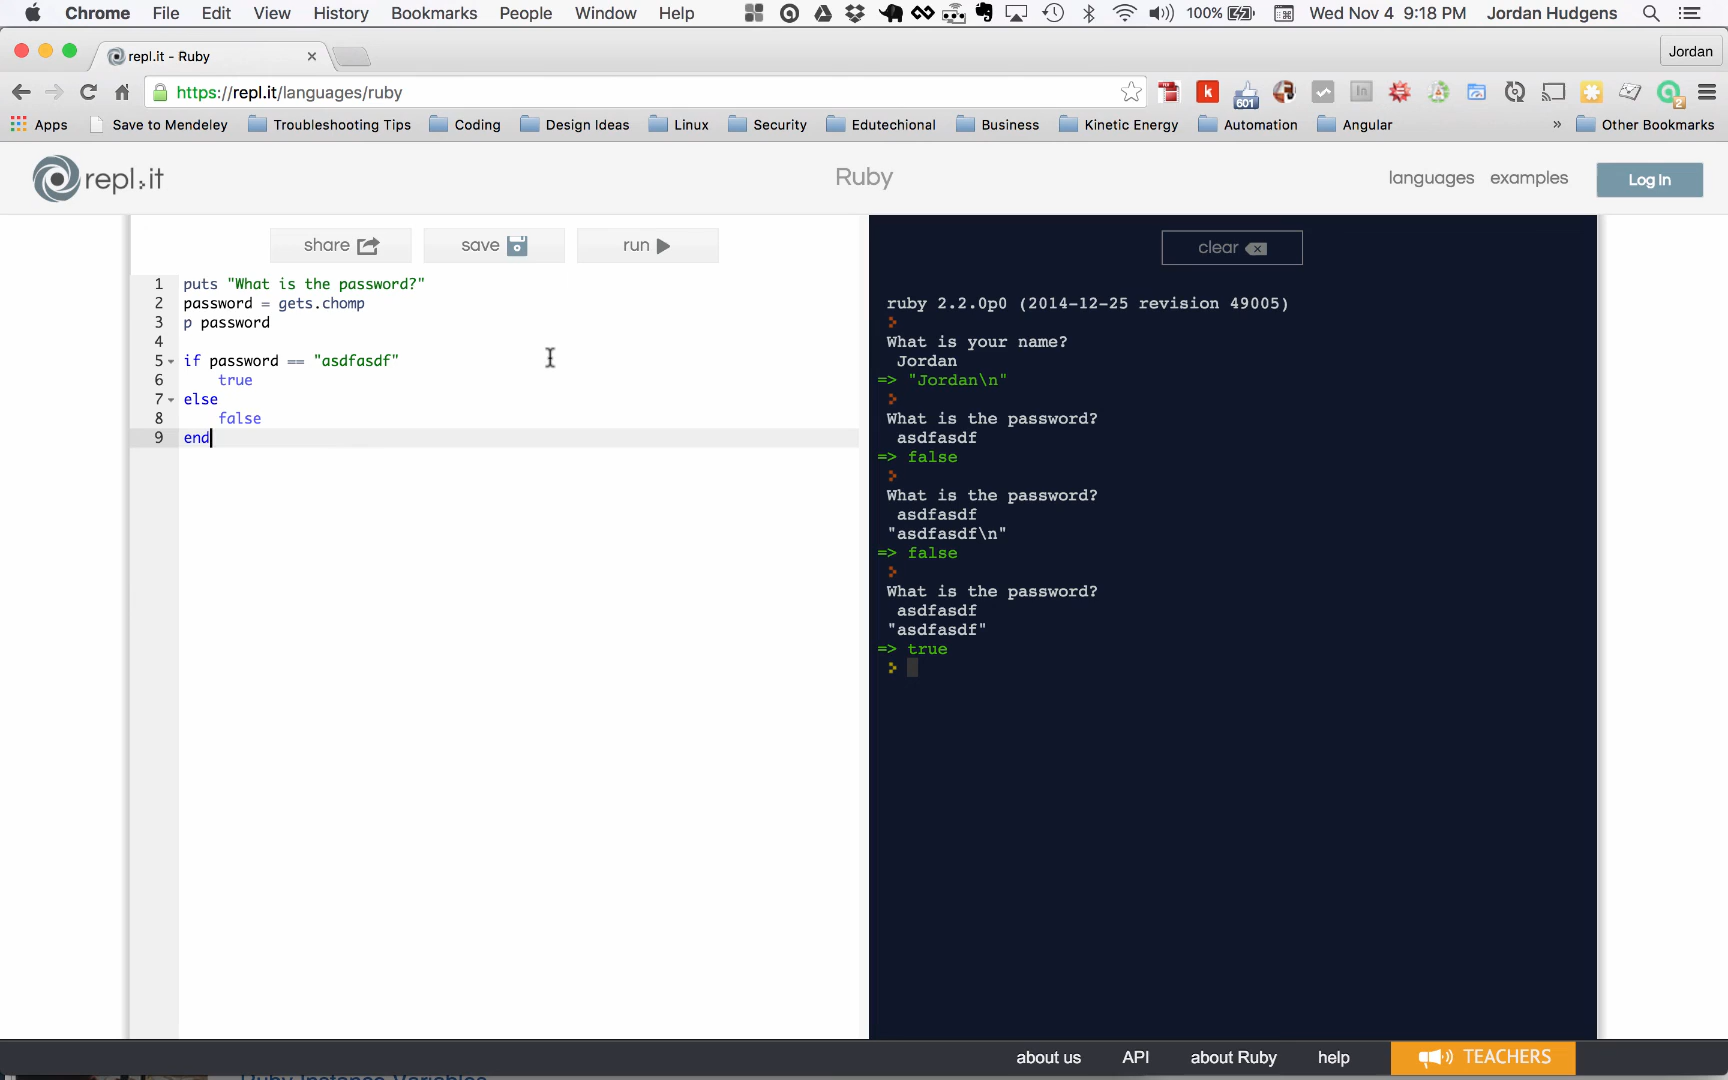 Chrome File Edit View History Bookmarks People Window Help 100% Wed Nov 4 9:18 PM Jordan Hudgens
repl.it - Ruby Jordan
https://repl.it/languages/ruby 601 2
Apps Save to Mendeley Troubleshooting Tips Coding Design Ideas Linux Security Edutechional Business Kinetic Energy Automation Angular » Other Bookmarks
repl.it Ruby languages examples Log In
share save run
clear
1 puts "What is the password?"
2 password = gets.chomp
3 p password
4
5 if password == "asdfasdf"
6 true
7 else
8 false
9 end
ruby 2.2.0p0 (2014-12-25 revision 49005)
What is your name?
Jordan
=> "Jordan\n"
What is the password?
asdfasdf
=> false
What is the password?
asdfasdf
"asdfasdf\n"
=> false
What is the password?
asdfasdf
"asdfasdf"
=> true
about us API about Ruby help TEACHERS
Ruby Instance Variables